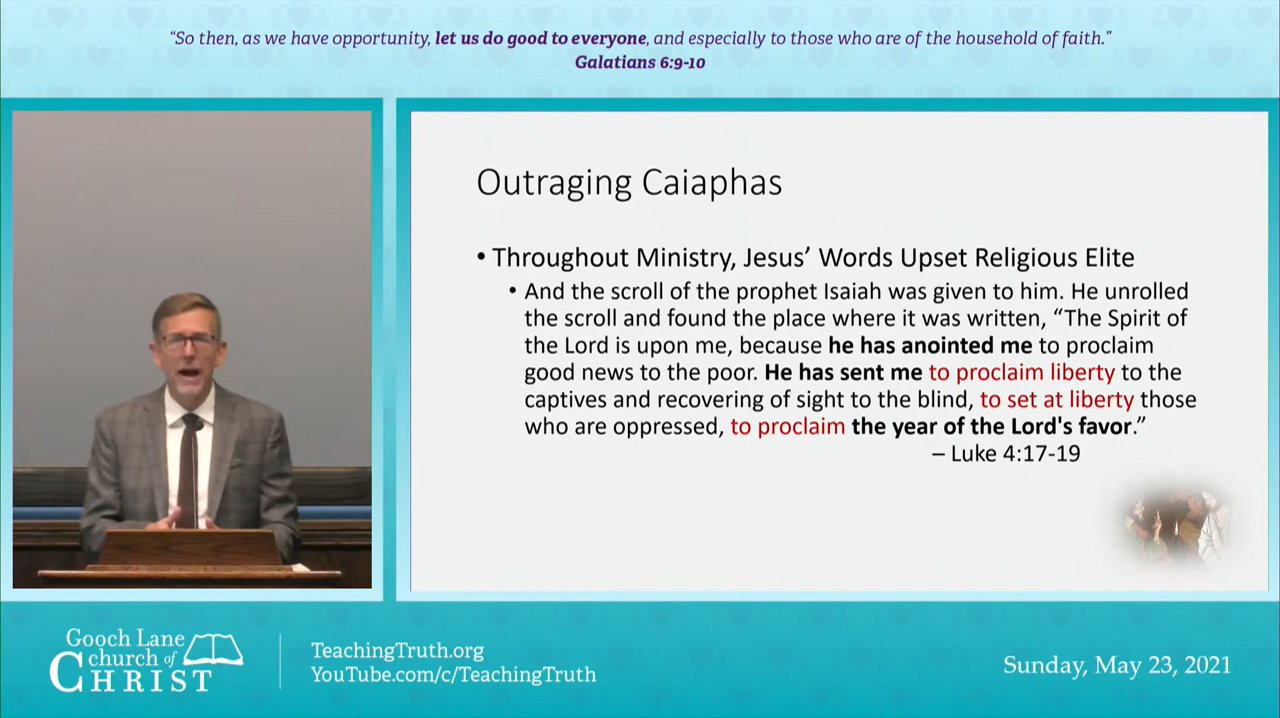 “So then, as we have opportunity, let us do good to everyone, and especially to those who are of the household of faith.”
Galatians 6:9-10
Outraging Caiaphas
• Throughout Ministry, Jesus’ Words Upset Religious Elite
• And the scroll of the prophet Isaiah was given to him. He unrolled
the scroll and found the place where it was written, “The Spirit of
the Lord is upon me, because he has anointed me to proclaim
good news to the poor. He has sent me to proclaim liberty to the
captives and recovering of sight to the blind, to set at liberty those
who are oppressed, to proclaim the year of the Lord's favor.”
– Luke 4:17-19
Gooch Lane
church of
CHRIST
TeachingTruth.org
YouTube.com/c/TeachingTruth
Sunday, May 23, 2021